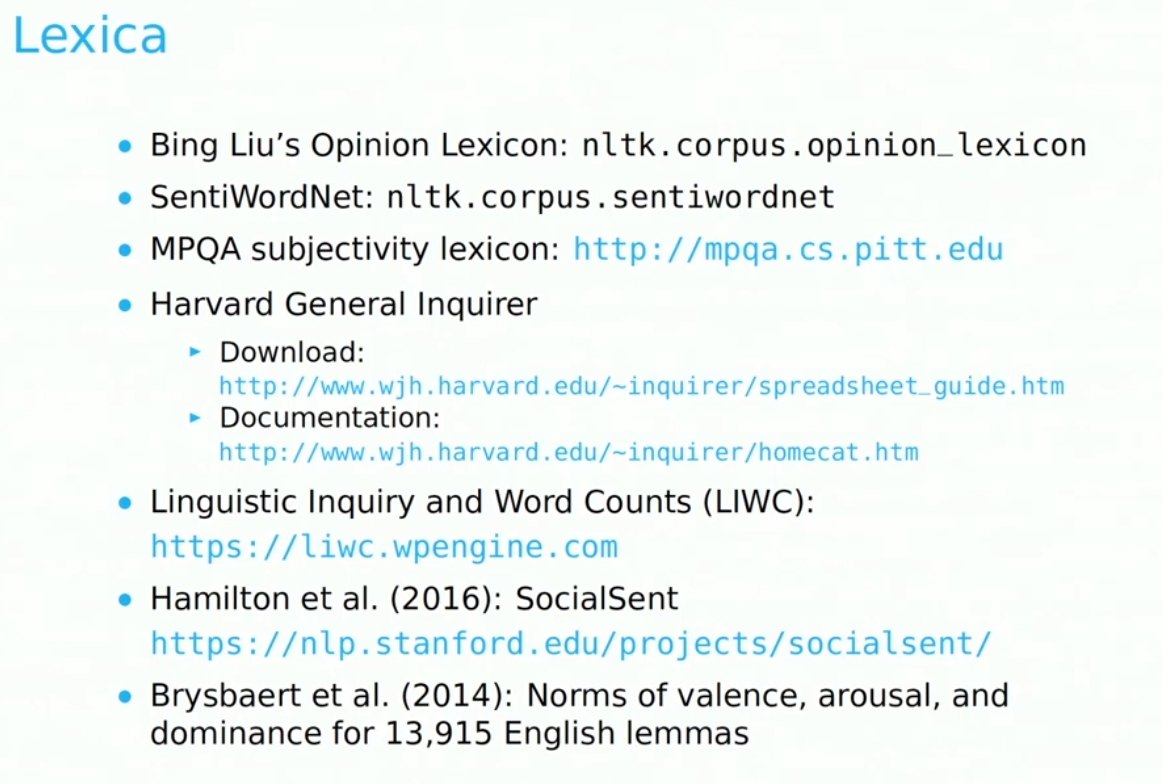 Lexica
Bing Liu’s Opinion Lexicon: nltk.corpus.opinion_lexicon
SentiWordNet: nltk.corpus.sentiwordnet
MPQA subjectivity lexicon: http://mpqa.cs.pitt.edu
Harvard General Inquirer
Download:
http://www.wjh.harvard.edu/~inquirer/spreadsheet_guide.htm
Documentation:
http://www.wjh.harvard.edu/~inquirer/homecat.htm
Linguistic Inquiry and Word Counts (LIWC):
https://liwc.wpengine.com
Hamilton et al. (2016): SocialSent
https://nlp.stanford.edu/projects/socialsent/
Brysbaert et al. (2014): Norms of valence, arousal, and
dominance for 13,915 English lemmas